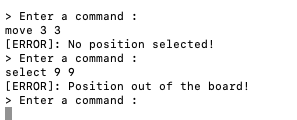 > Enter a command :
move 3 3
[ERROR]: No position selected!
> Enter a command :
select 9 9
[ERROR]: Position out of the board!
> Enter a command :